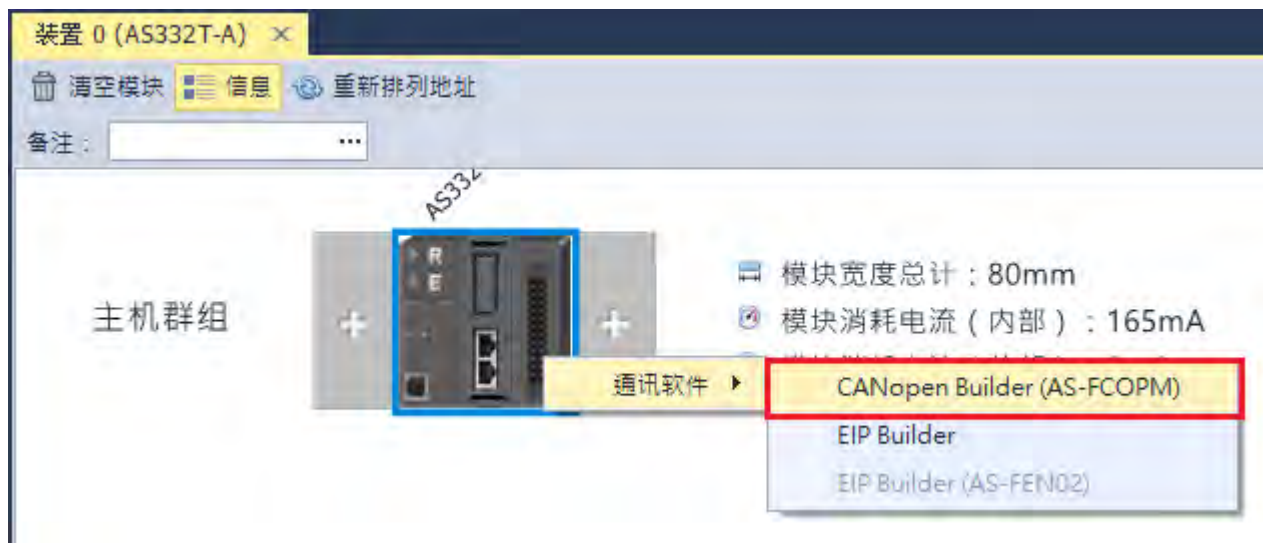 装置 0 (AS332T-A) ×
清空模块 信息 重新排列地址
备注： ...
AS332
R
E
主机群组
模块宽度总计：80mm
模块消耗电流（内部）：165mA
通讯软件
CANopen Builder (AS-FCOPM)
EIP Builder
EIP Builder (AS-FEN02)